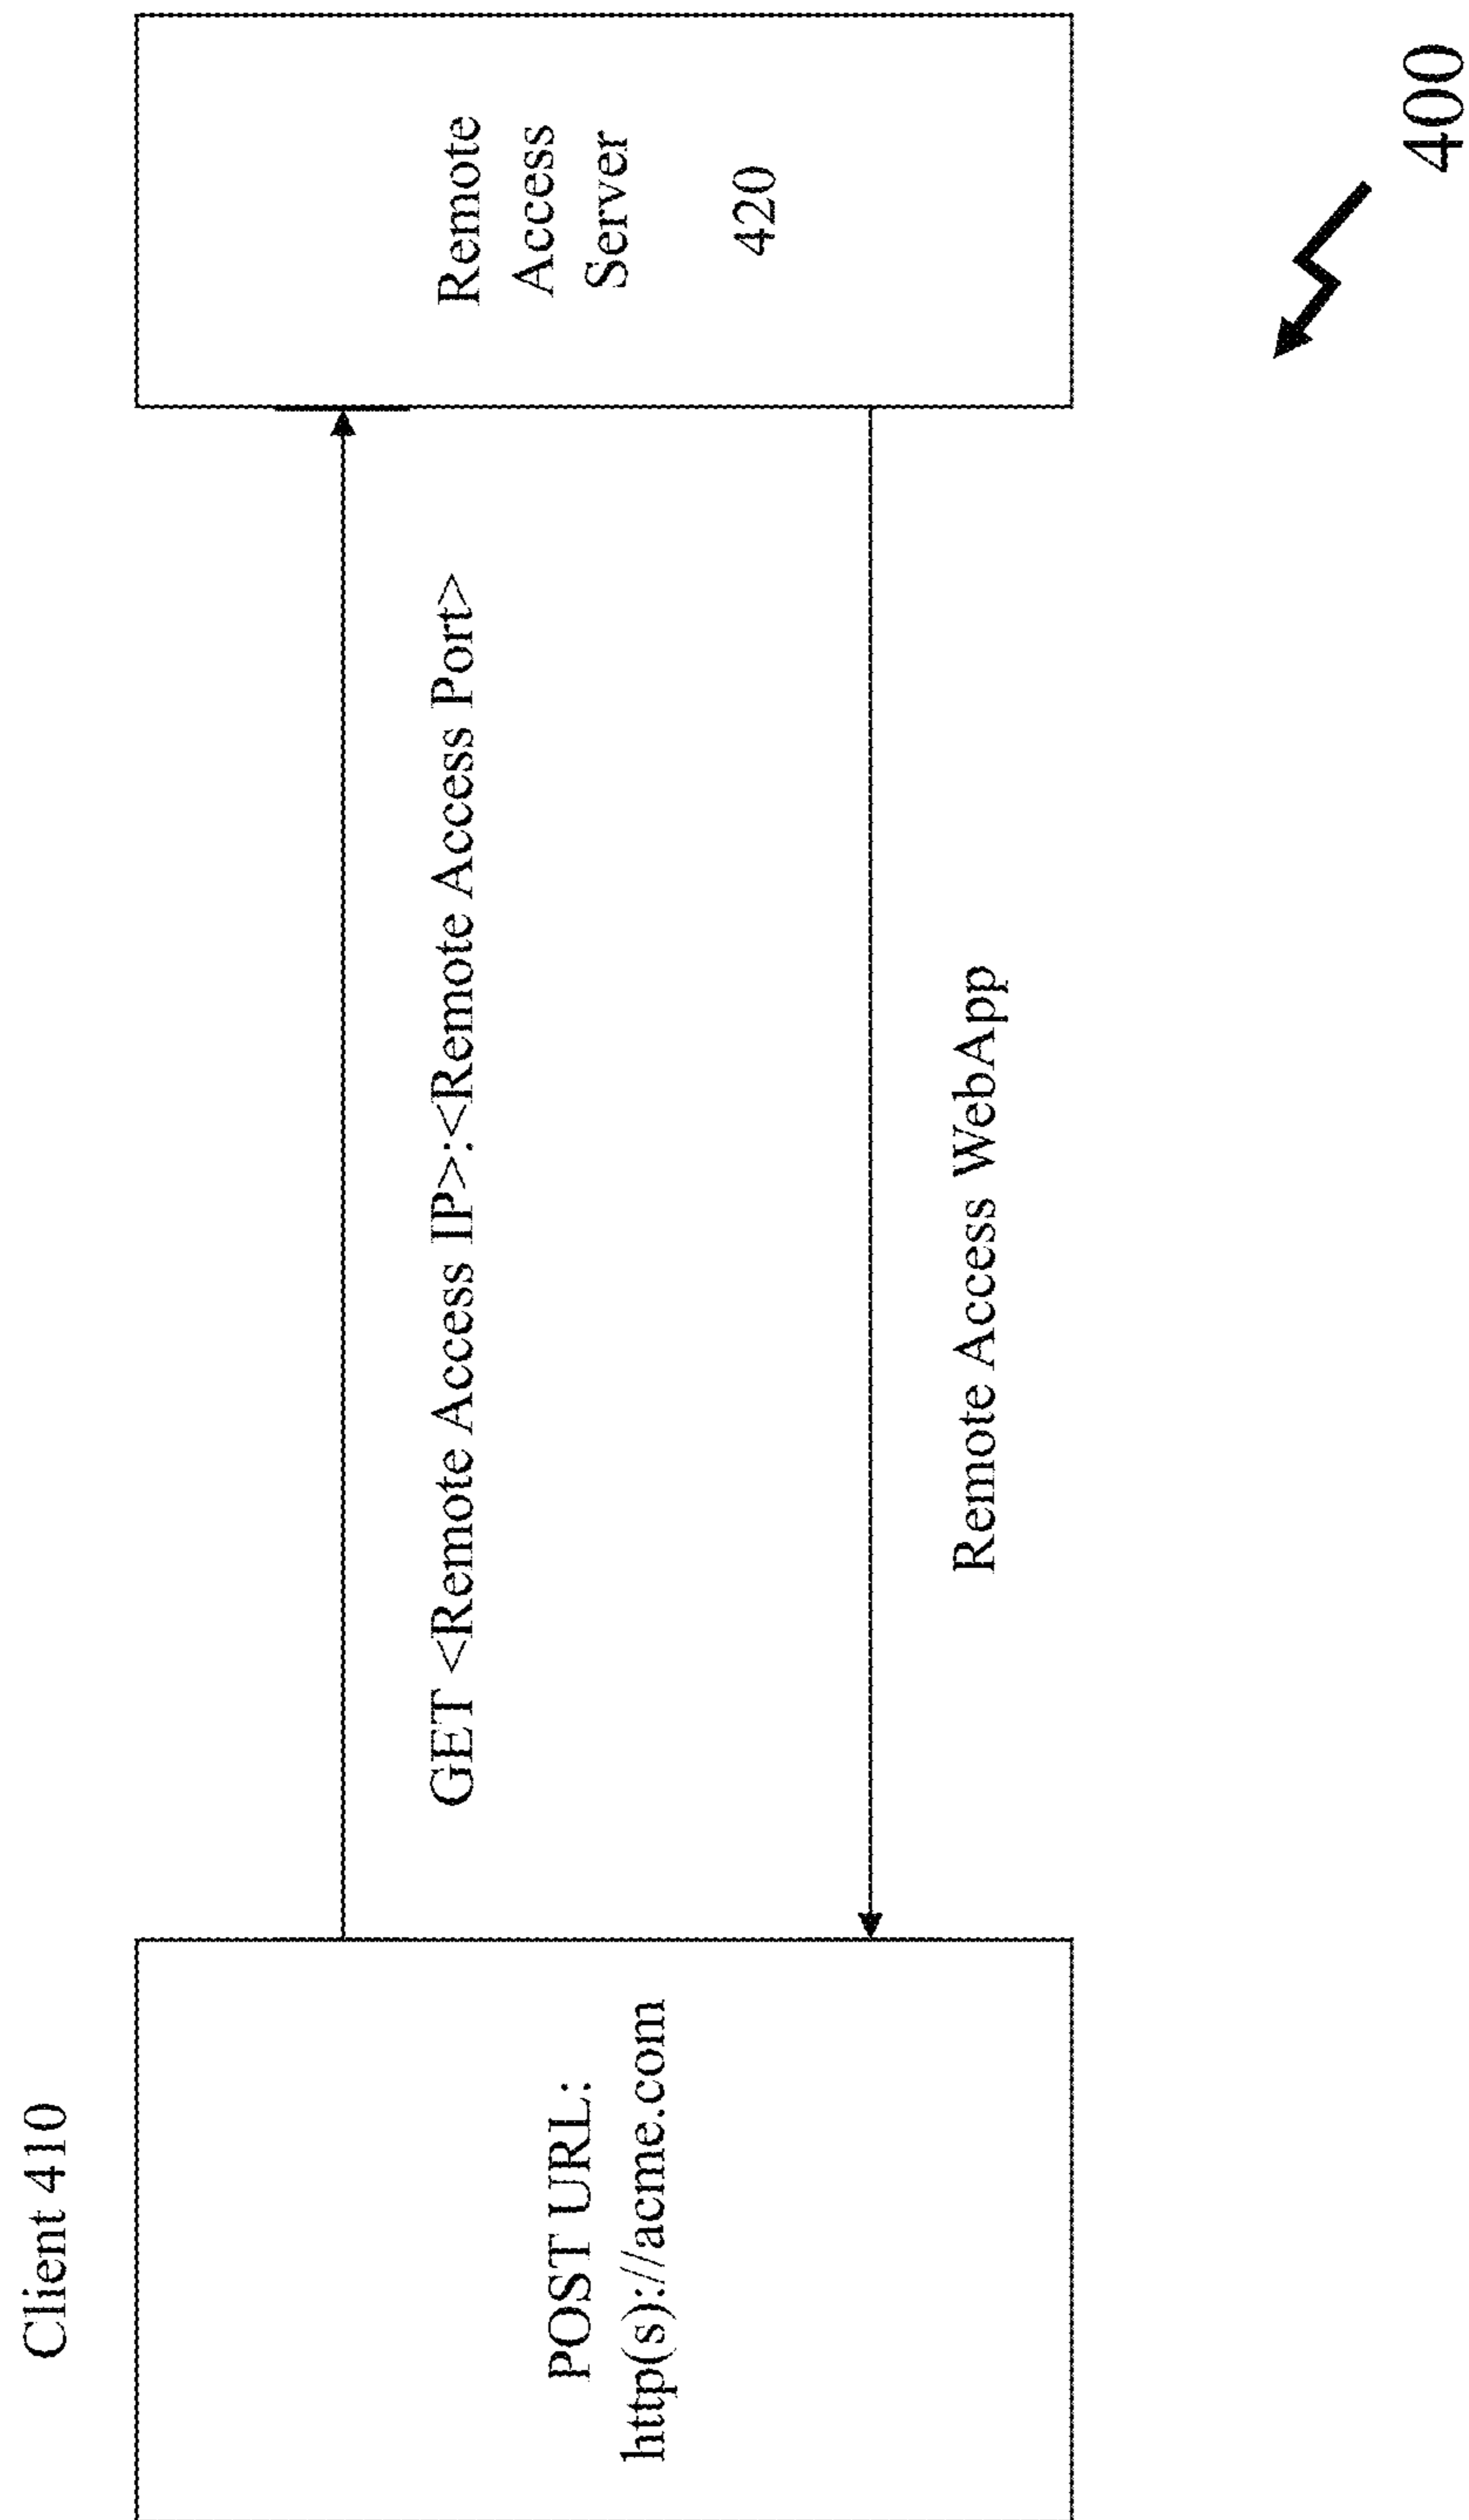 Client 410
POST URL:
http(s)://acme.com
GET <Remote Access IP>:<Remote Access Port>
Remote Access WebApp
Remote
Access
Server
420
400